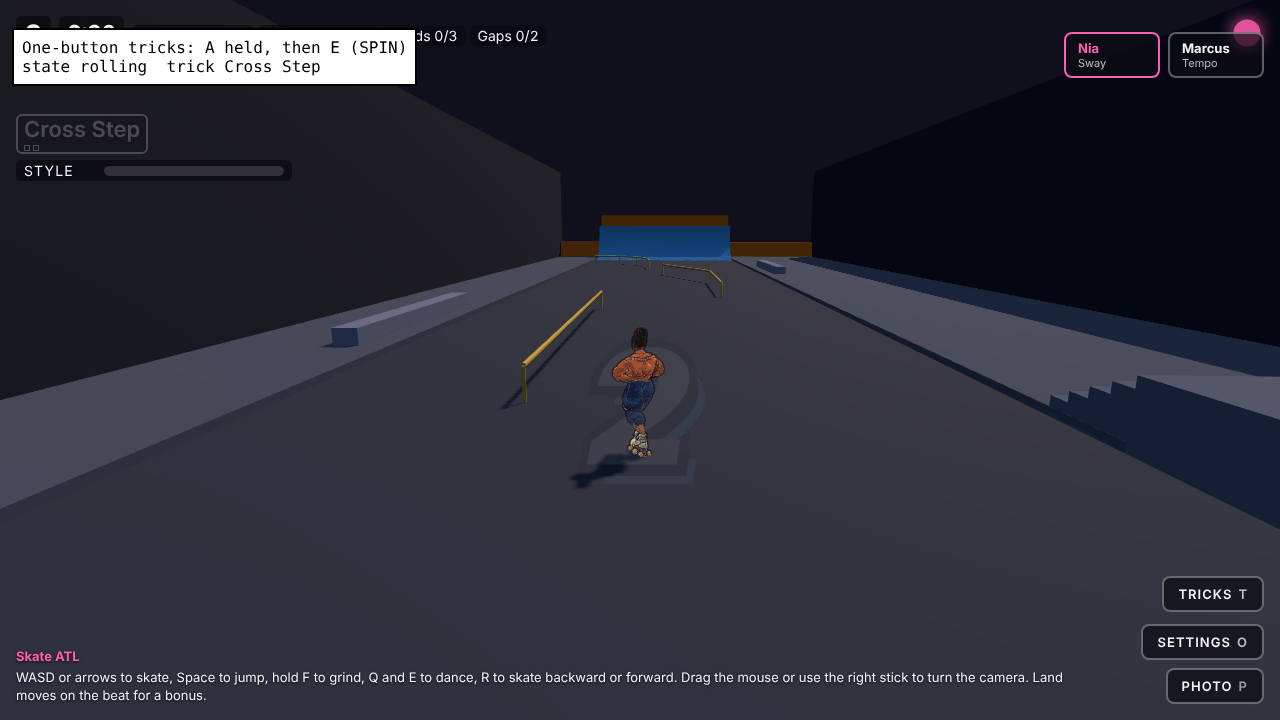 One-button tricks: A held, then E (SPIN)
state rolling  trick Cross Step
Gaps 0/2
Nia
Sway
Marcus
Tempo
Cross Step
STYLE
2
Skate ATL
WASD or arrows to skate, Space to jump, hold F to grind, Q and E to dance, R to skate backward or forward. Drag the mouse or use the right stick to turn the camera. Land
moves on the beat for a bonus.
TRICKS T
SETTINGS O
PHOTO P